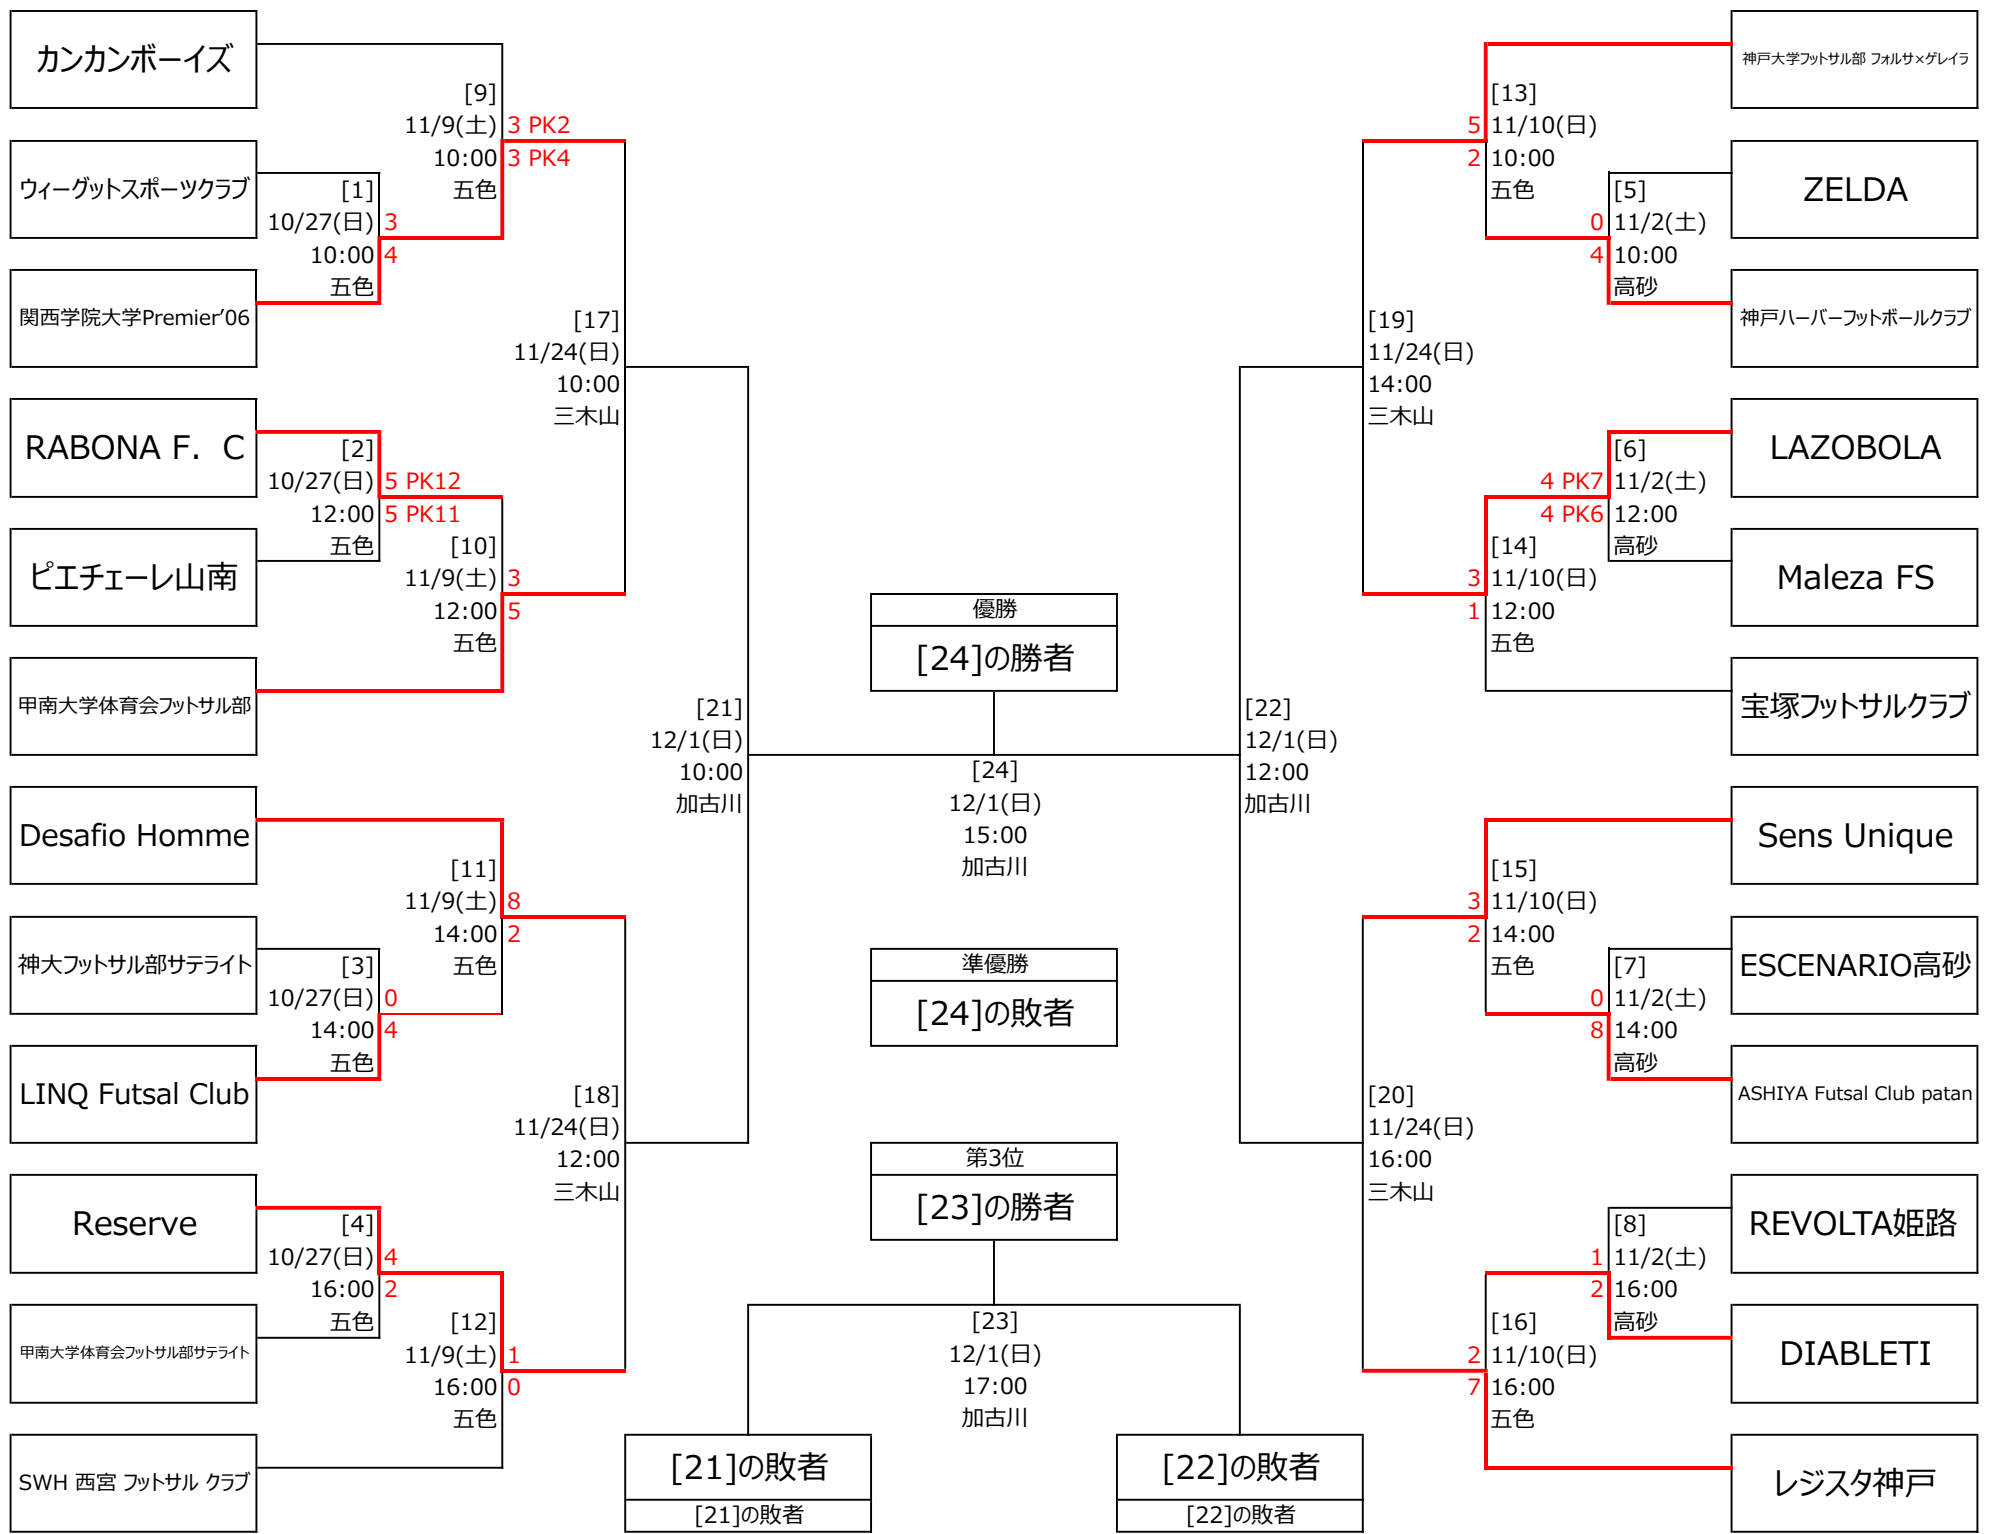 カンカンボーイズ
[9]
11/9(土) 3 PK2
10:00 3 PK4
五色
ウィーグットスポーツクラブ
[1]
10/27(日) 3
10:00 4
五色
関西学院大学Premier'06
[17]
11/24(日)
10:00
三木山
RABONA F. C
[2]
10/27(日) 5 PK12
12:00 5 PK11
五色
ピエチェーレ山南
[10]
11/9(土) 3
12:00 5
五色
甲南大学体育会フットサル部
[21]
12/1(日)
10:00
加古川
Desafio Homme
[11]
11/9(土) 8
14:00 2
五色
神大フットサル部サテライト
[3]
10/27(日) 0
14:00 4
五色
LINQ Futsal Club
[18]
11/24(日)
12:00
三木山
Reserve
[4]
10/27(日) 4
16:00 2
五色
甲南大学体育会フットサル部サテライト
[12]
11/9(土) 1
16:00 0
五色
SWH 西宮 フットサル クラブ
優勝
[24]の勝者
[24]
12/1(日)
15:00
加古川
準優勝
[24]の敗者
第3位
[23]の勝者
[23]
12/1(日)
17:00
加古川
[21]の敗者
[21]の敗者
[22]の敗者
[22]の敗者
神戸大学フットサル部 フォルサ×ゲレイラ
[13]
5 11/10(日)
2 10:00
五色
ZELDA
[5]
0 11/2(土)
4 10:00
高砂
神戸ハーバーフットボールクラブ
[19]
11/24(日)
14:00
三木山
LAZOBOLA
[6]
4 PK7 11/2(土)
4 PK6 12:00
高砂
Maleza FS
[14]
3 11/10(日)
1 12:00
五色
宝塚フットサルクラブ
[22]
12/1(日)
12:00
加古川
Sens Unique
[15]
3 11/10(日)
2 14:00
五色
ESCENARIO高砂
[7]
0 11/2(土)
8 14:00
高砂
ASHIYA Futsal Club patan
[20]
11/24(日)
16:00
三木山
REVOLTA姫路
[8]
1 11/2(土)
2 16:00
高砂
DIABLETI
[16]
2 11/10(日)
7 16:00
五色
レジスタ神戸